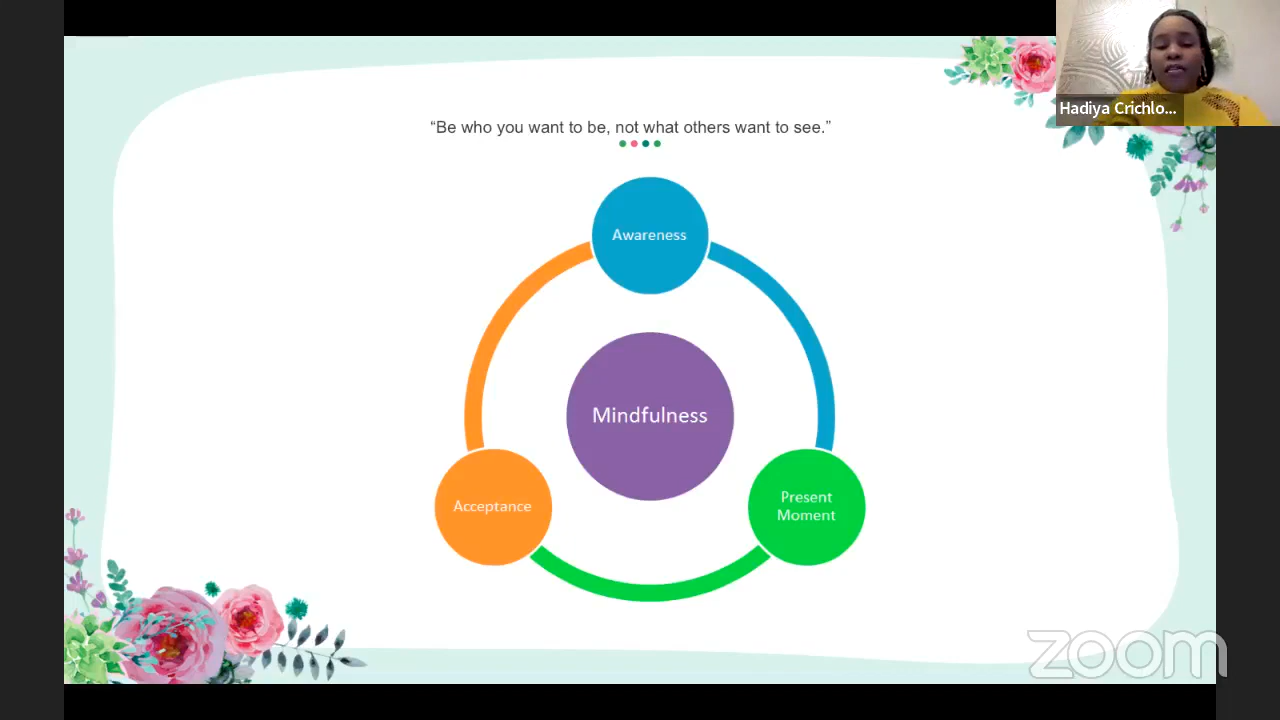 Hadiya Crichlo...
“Be who you want to be, not what others want to see.”
Awareness
Mindfulness
Acceptance
Present
Moment
zoom